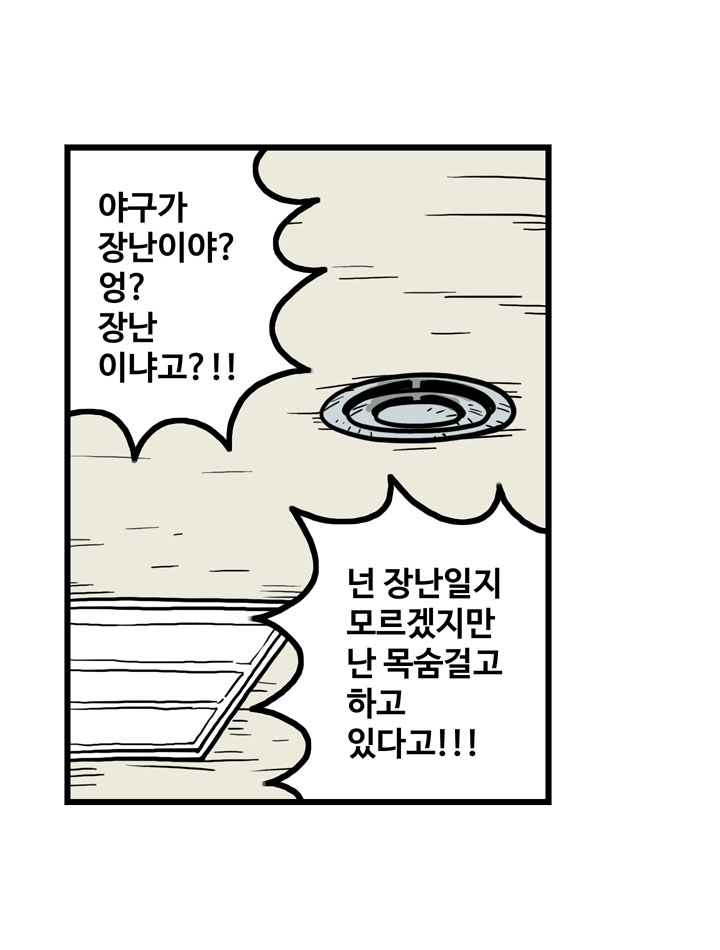 야구가
장난이야?
엉?
장난
이냐고?!!
넌 장난일지
모르겠지만
난 목숨걸고
하고
있다고!!!